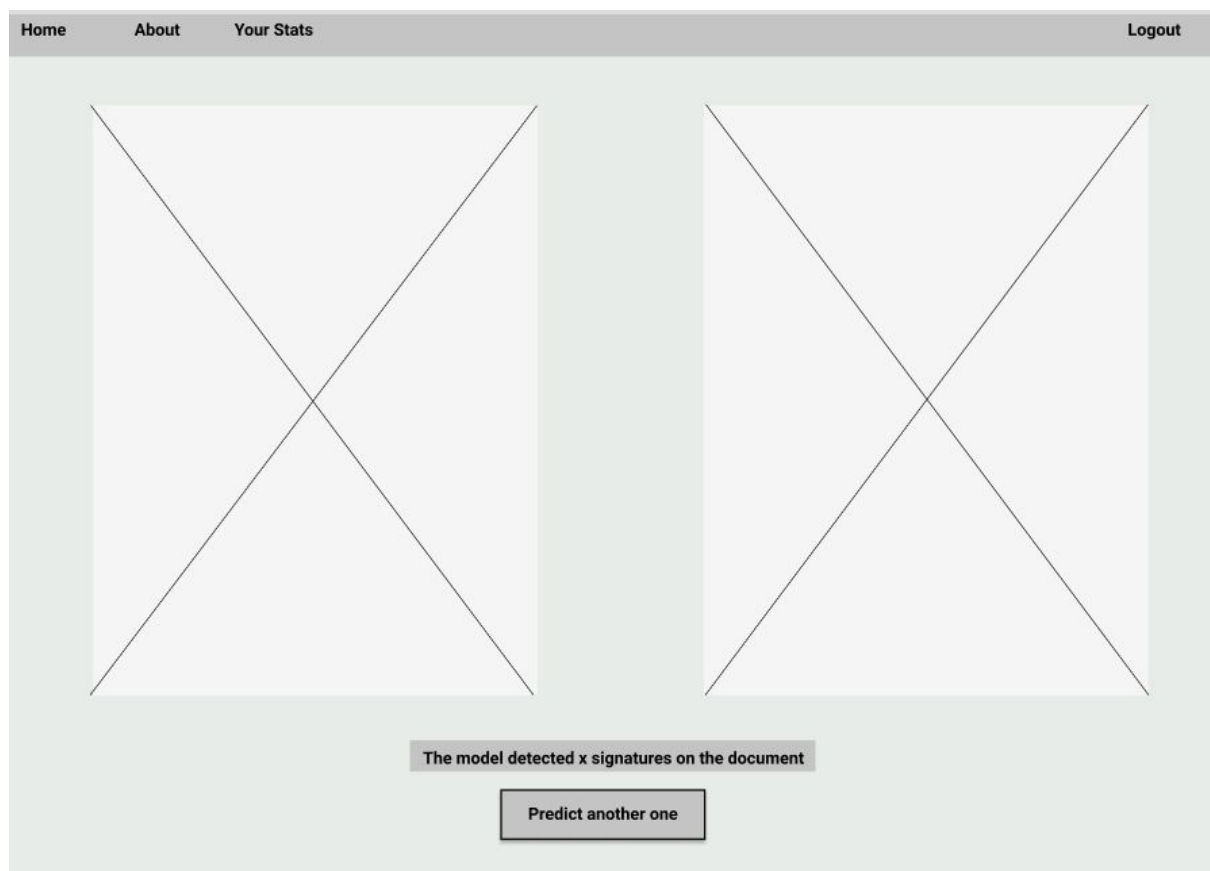 Home About Your Stats Logout
The model detected x signatures on the document
Predict another one